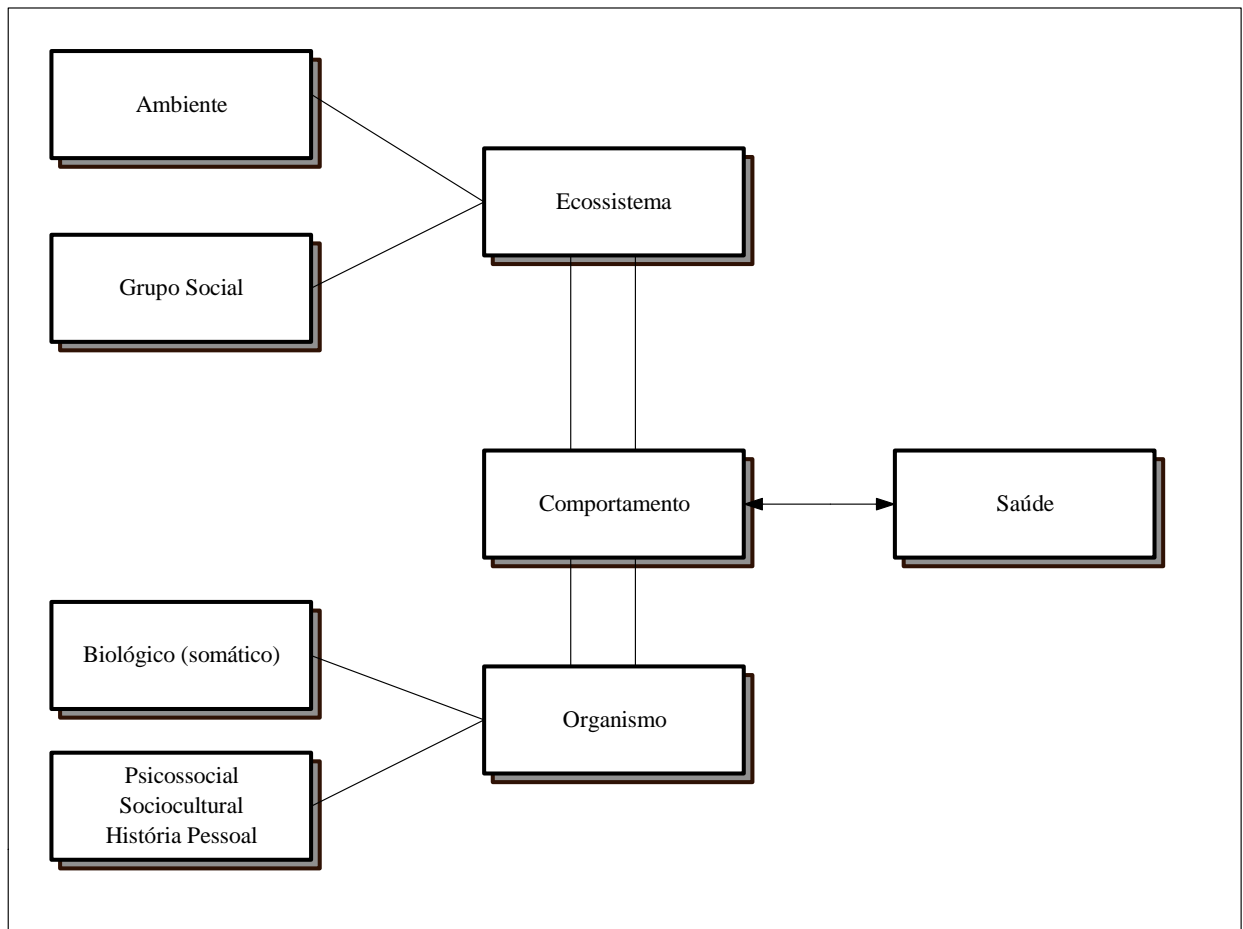 Ambiente
Ecossistema
Grupo Social
Comportamento
Saúde
Biológico (somático)
Organismo
Psicossocial
Sociocultural
História Pessoal